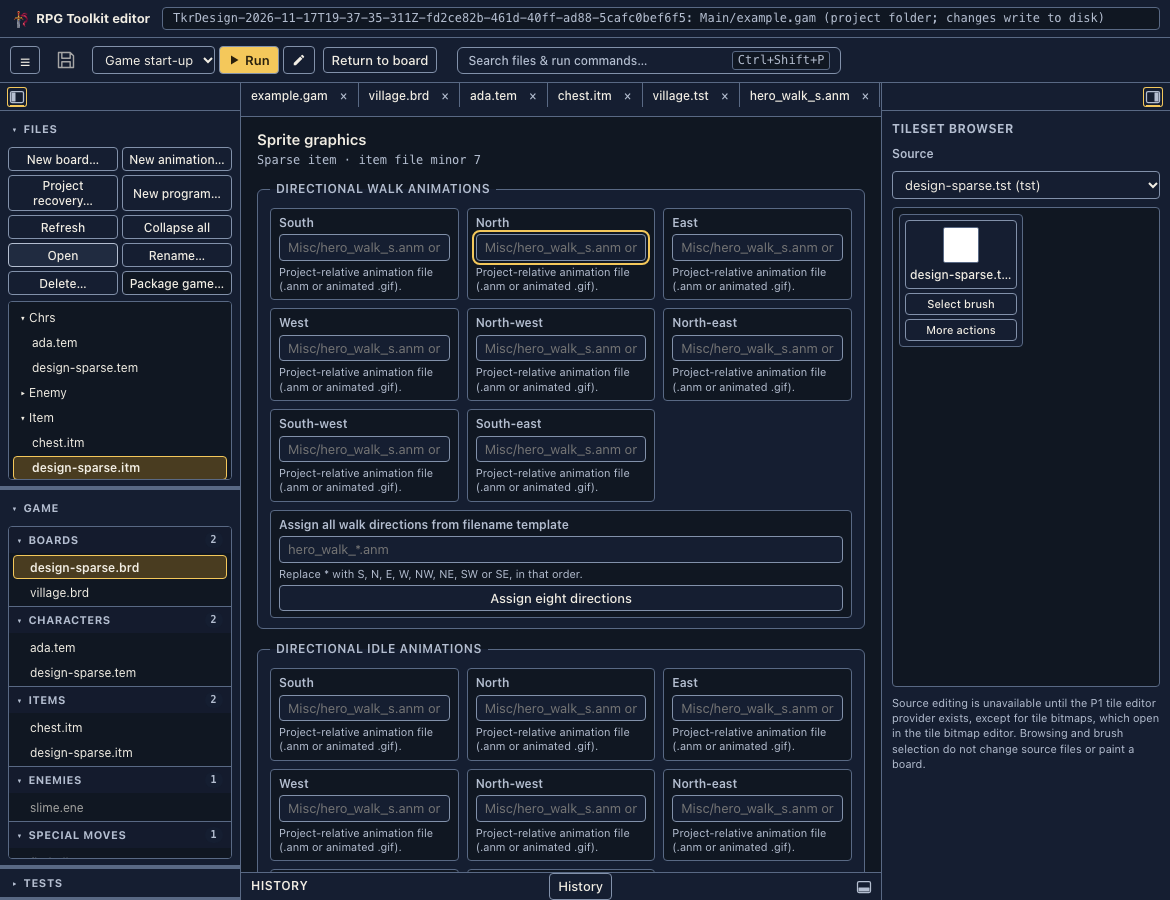 RPG Toolkit editor
TkrDesign-2026-11-17T19-37-35-311Z-fd2ce82b-461d-40ff-ad88-5cafc0bef6f5: Main/example.gam (project folder; changes write to disk)
Game start-up
Run
Return to board
Search files & run commands...
Ctrl+Shift+P
FILES
New board...
New animation...
Project recovery...
New program...
Refresh
Collapse all
Open
Rename...
Delete...
Package game...
Chrs
ada.tem
design-sparse.tem
Enemy
Item
chest.itm
design-sparse.itm
GAME
BOARDS 2
design-sparse.brd
village.brd
CHARACTERS 2
ada.tem
design-sparse.tem
ITEMS 2
chest.itm
design-sparse.itm
ENEMIES 1
slime.ene
SPECIAL MOVES 1
TESTS
example.gam ×
village.brd ×
ada.tem ×
chest.itm ×
village.tst ×
hero_walk_s.anm ×
Sprite graphics
Sparse item · item file minor 7
DIRECTIONAL WALK ANIMATIONS
South
Misc/hero_walk_s.anm or
Project-relative animation file
(.anm or animated .gif).
North
Misc/hero_walk_s.anm or
Project-relative animation file
(.anm or animated .gif).
East
Misc/hero_walk_s.anm or
Project-relative animation file
(.anm or animated .gif).
West
Misc/hero_walk_s.anm or
Project-relative animation file
(.anm or animated .gif).
North-west
Misc/hero_walk_s.anm or
Project-relative animation file
(.anm or animated .gif).
North-east
Misc/hero_walk_s.anm or
Project-relative animation file
(.anm or animated .gif).
South-west
Misc/hero_walk_s.anm or
Project-relative animation file
(.anm or animated .gif).
South-east
Misc/hero_walk_s.anm or
Project-relative animation file
(.anm or animated .gif).
Assign all walk directions from filename template
hero_walk_*.anm
Replace * with S, N, E, W, NW, NE, SW or SE, in that order.
Assign eight directions
DIRECTIONAL IDLE ANIMATIONS
South
Misc/hero_walk_s.anm or
Project-relative animation file
(.anm or animated .gif).
North
Misc/hero_walk_s.anm or
Project-relative animation file
(.anm or animated .gif).
East
Misc/hero_walk_s.anm or
Project-relative animation file
(.anm or animated .gif).
West
Misc/hero_walk_s.anm or
Project-relative animation file
(.anm or animated .gif).
North-west
Misc/hero_walk_s.anm or
Project-relative animation file
(.anm or animated .gif).
North-east
Misc/hero_walk_s.anm or
Project-relative animation file
(.anm or animated .gif).
HISTORY
History
TILESET BROWSER
Source
design-sparse.tst (tst)
design-sparse.t...
Select brush
More actions
Source editing is unavailable until the P1 tile editor
provider exists, except for tile bitmaps, which open
in the tile bitmap editor. Browsing and brush
selection do not change source files or paint a
board.